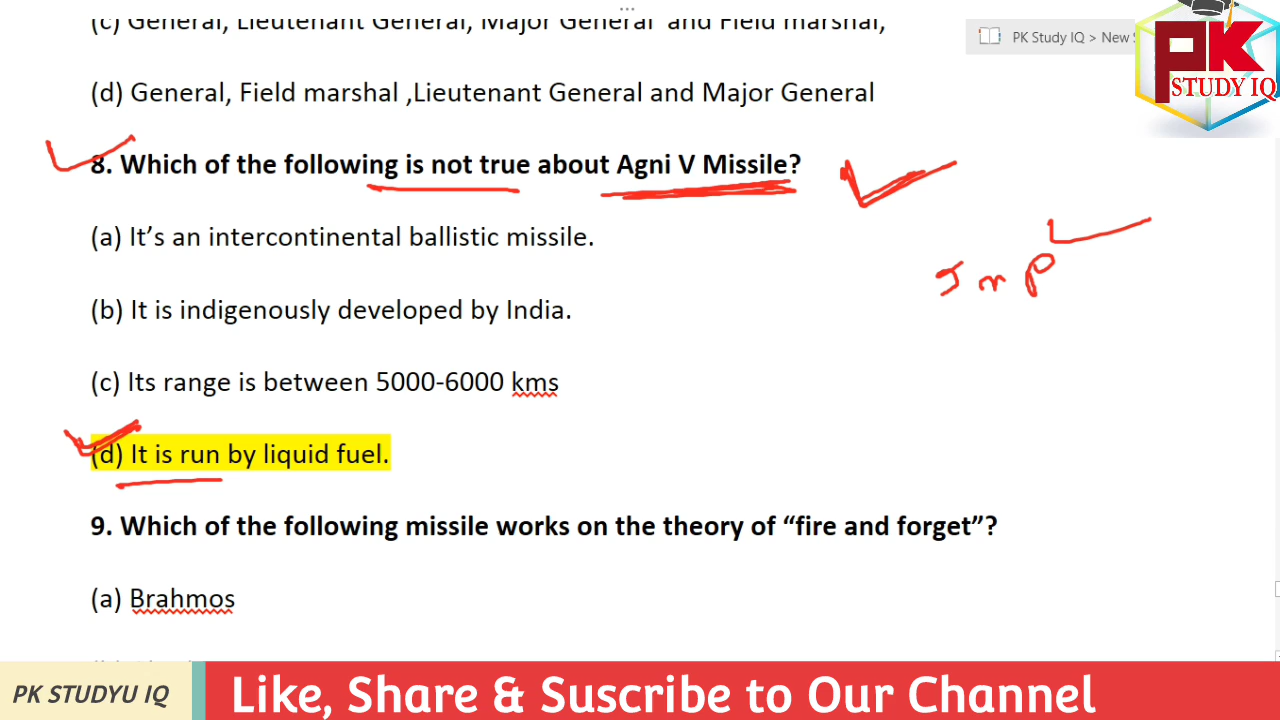 (c) General, Lieutenant General, Major General and Field marshal,
PK Study IQ > New
PK
STUDY IQ
(d) General, Field marshal ,Lieutenant General and Major General
8. Which of the following is not true about Agni V Missile?
(a) It’s an intercontinental ballistic missile.
Imp
(b) It is indigenously developed by India.
(c) Its range is between 5000-6000 kms
(d) It is run by liquid fuel.
9. Which of the following missile works on the theory of “fire and forget”?
(a) Brahmos
PK STUDYU IQ
Like, Share & Suscribe to Our Channel